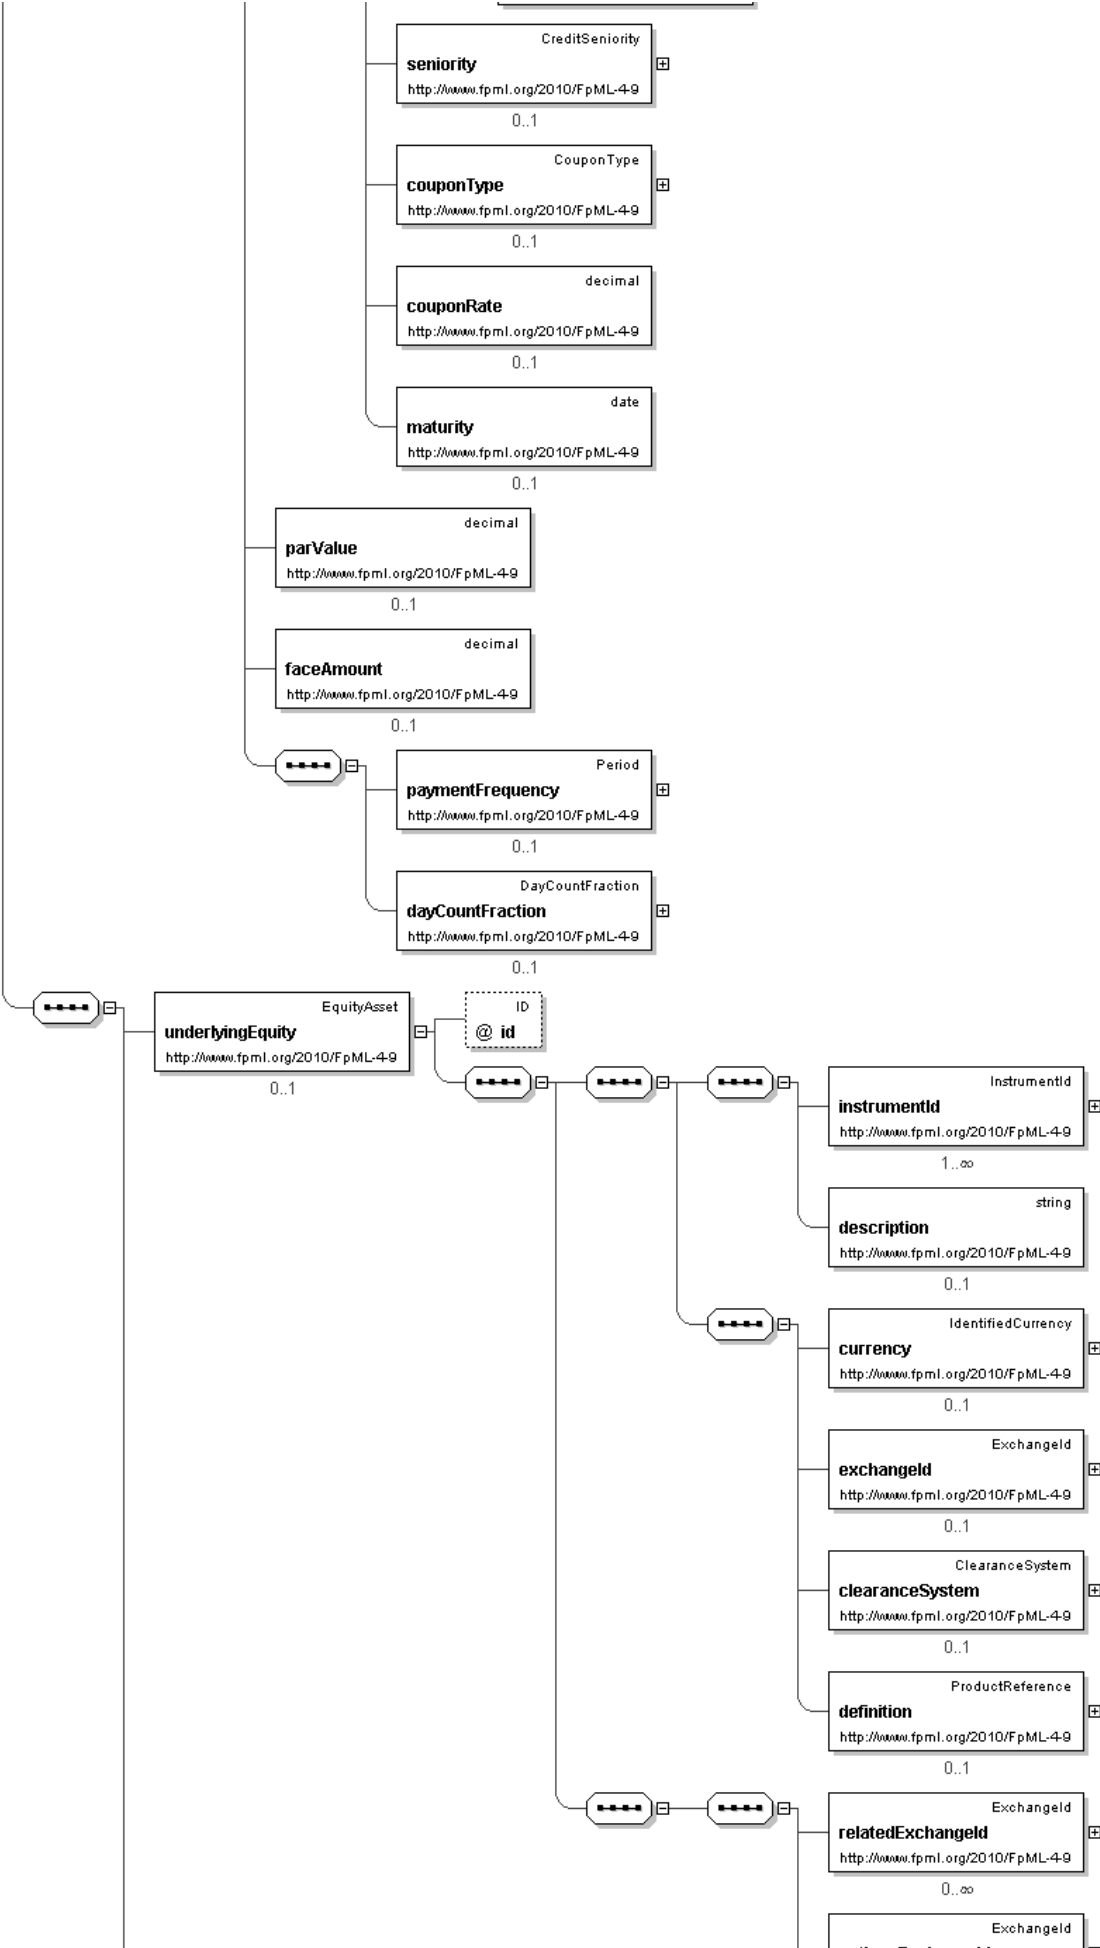 CreditSeniority
seniority
http://www.fpml.org/2010/FpML-4-9
0..1
CouponType
couponType
http://www.fpml.org/2010/FpML-4-9
0..1
decimal
couponRate
http://www.fpml.org/2010/FpML-4-9
0..1
date
maturity
http://www.fpml.org/2010/FpML-4-9
0..1
decimal
parValue
http://www.fpml.org/2010/FpML-4-9
0..1
decimal
faceAmount
http://www.fpml.org/2010/FpML-4-9
0..1
Period
paymentFrequency
http://www.fpml.org/2010/FpML-4-9
0..1
DayCountFraction
dayCountFraction
http://www.fpml.org/2010/FpML-4-9
0..1
EquityAsset
underlyingEquity
http://www.fpml.org/2010/FpML-4-9
0..1
ID
@ id
InstrumentId
instrumentId
http://www.fpml.org/2010/FpML-4-9
1..∞
string
description
http://www.fpml.org/2010/FpML-4-9
0..1
IdentifiedCurrency
currency
http://www.fpml.org/2010/FpML-4-9
0..1
ExchangeId
exchangeId
http://www.fpml.org/2010/FpML-4-9
0..1
ClearanceSystem
clearanceSystem
http://www.fpml.org/2010/FpML-4-9
0..1
ProductReference
definition
http://www.fpml.org/2010/FpML-4-9
0..1
ExchangeId
relatedExchangeId
http://www.fpml.org/2010/FpML-4-9
0..∞
ExchangeId